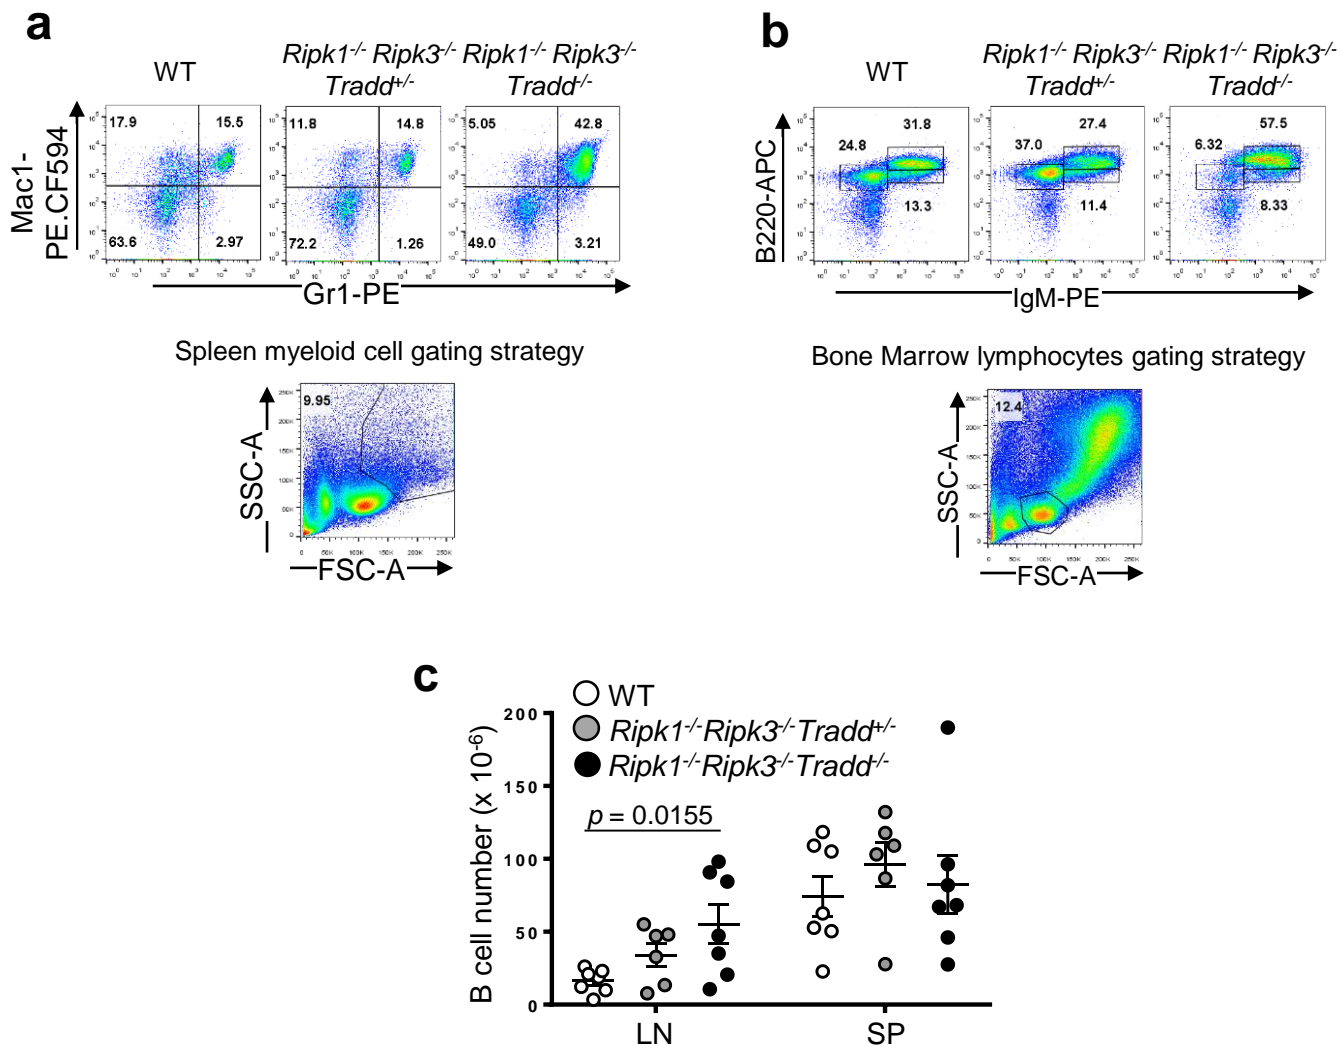 a
WT
Ripk1-/- Ripk3-/- Tradd+/-
Ripk1-/- Ripk3-/- Tradd-/-
Mac1-PE.CF594
17.9 15.5
63.6 2.97
11.8 14.8
72.2 1.26
5.05 42.8
49.0 3.21
Gr1-PE
Spleen myeloid cell gating strategy
9.95
SSC-A
FSC-A
b
WT
Ripk1-/- Ripk3-/- Tradd+/-
Ripk1-/- Ripk3-/- Tradd-/-
B220-APC
24.8 31.8
13.3
37.0 27.4
11.4
6.32 57.5
8.33
IgM-PE
Bone Marrow lymphocytes gating strategy
12.4
SSC-A
FSC-A
c
WT
Ripk1-/-Ripk3-/-Tradd+/-
Ripk1-/-Ripk3-/-Tradd-/-
p = 0.0155
B cell number (x 10-6)
200
150
100
50
0
LN SP